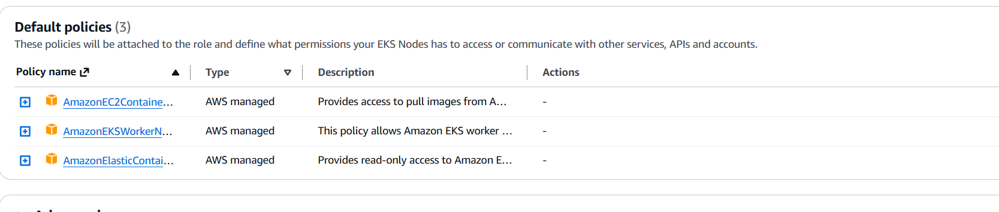 Default policies (3)
These policies will be attached to the role and define what permissions your EKS Nodes has to access or communicate with other services, APIs and accounts.
Policy name Type Description Actions
AmazonEC2Containe... AWS managed Provides access to pull images from A... -
AmazonEKSWorkerN... AWS managed This policy allows Amazon EKS worker ... -
AmazonElasticContai... AWS managed Provides read-only access to Amazon E... -